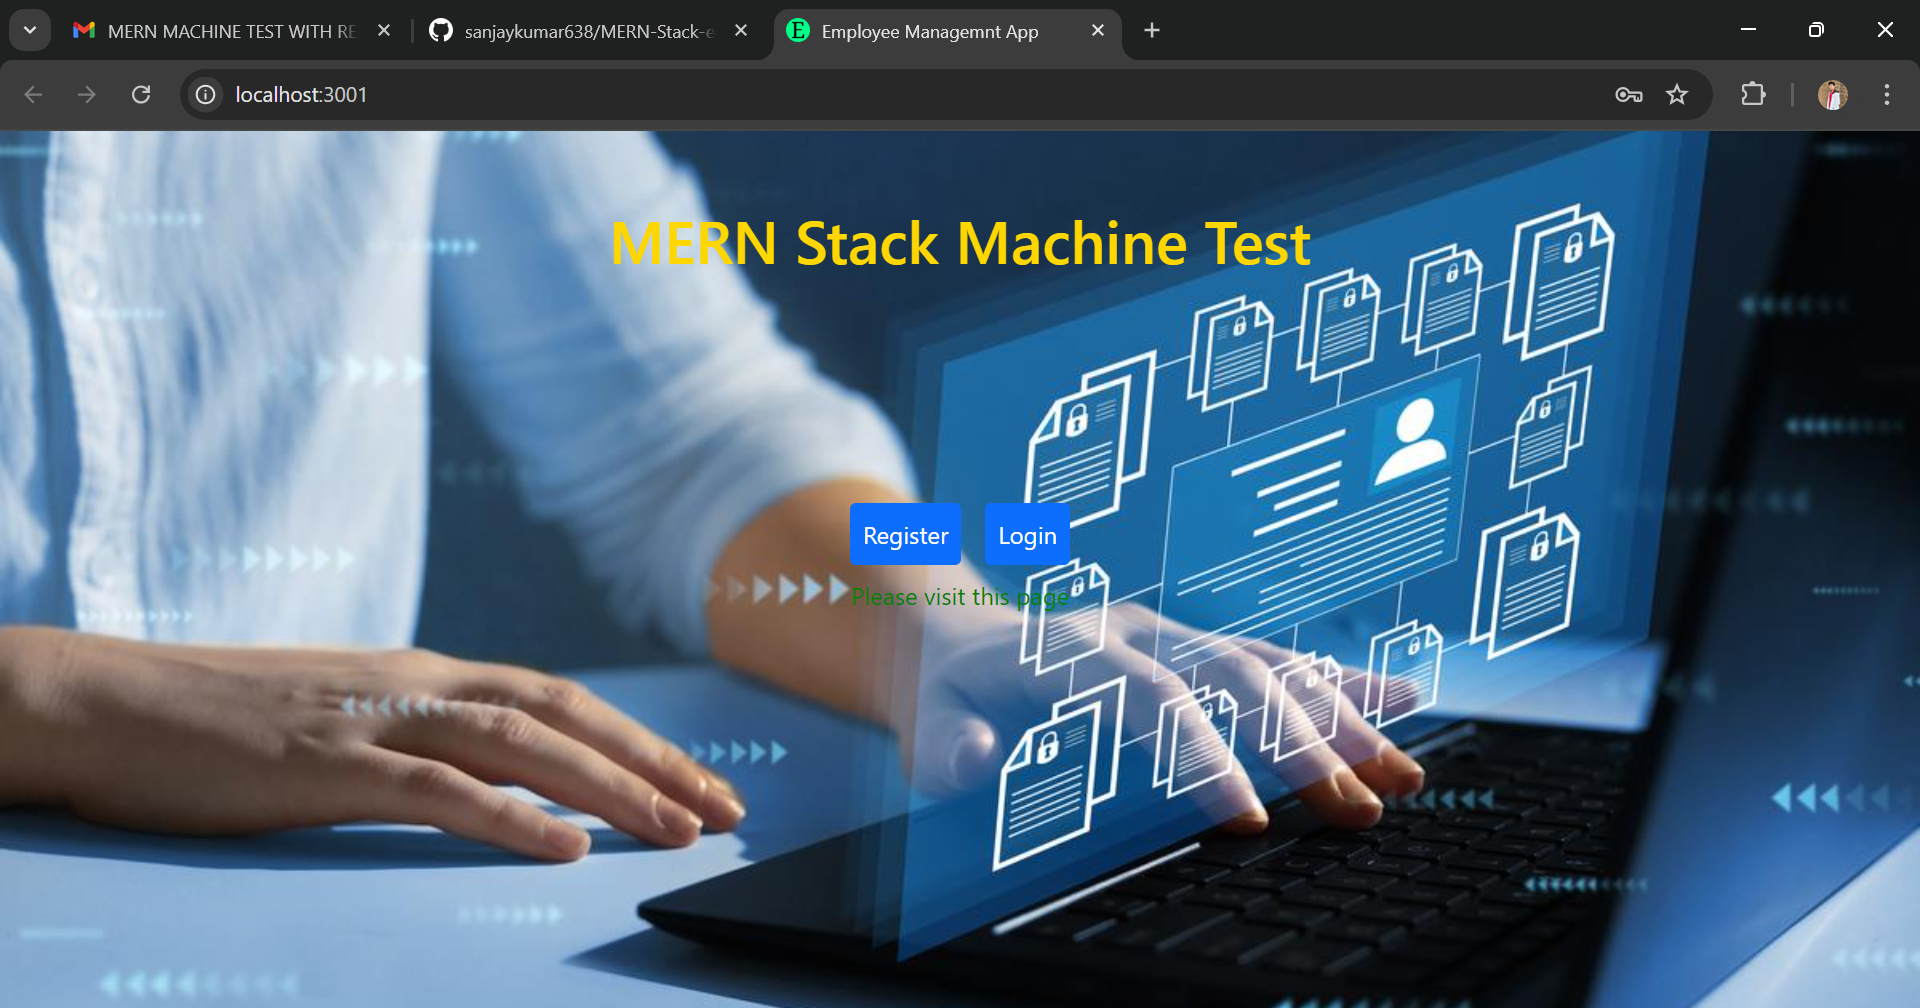 MERN MACHINE TEST WITH RE
sanjaykumar638/MERN-Stack-e
Employee Managemnt App
localhost:3001
MERN Stack Machine Test
Register
Login
Please visit this page